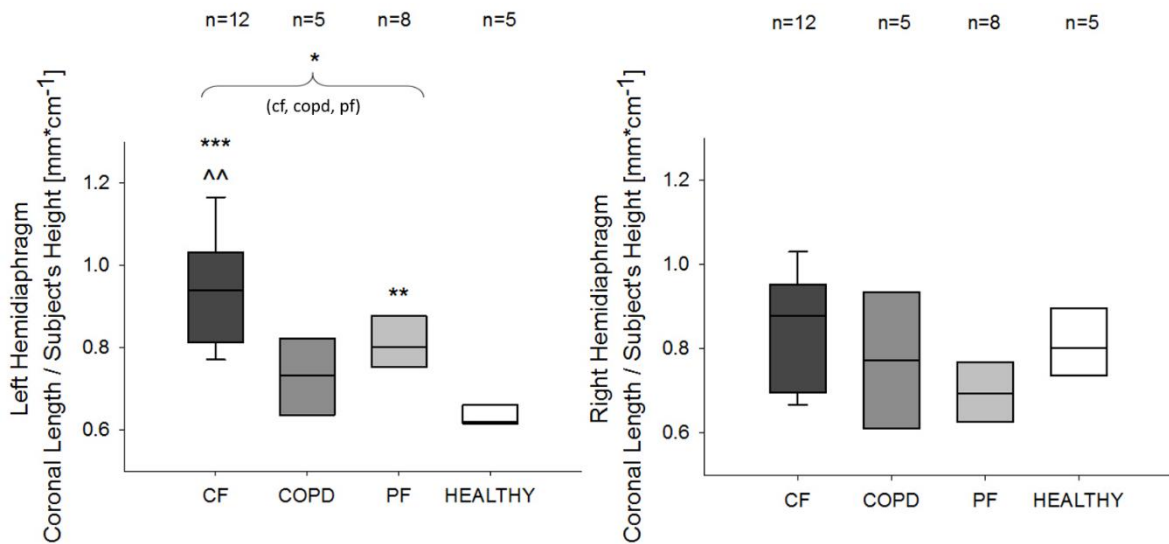 n=12 n=5 n=8 n=5
*
(cf, copd, pf)
***
^^
**
Left Hemidiaphragm
Coronal Length / Subject's Height [mm*cm-1]
1.2
1.0
0.8
0.6
CF COPD PF HEALTHY
n=12 n=5 n=8 n=5
Right Hemidiaphragm
Coronal Length / Subject's Height [mm*cm-1]
1.2
1.0
0.8
0.6
CF COPD PF HEALTHY